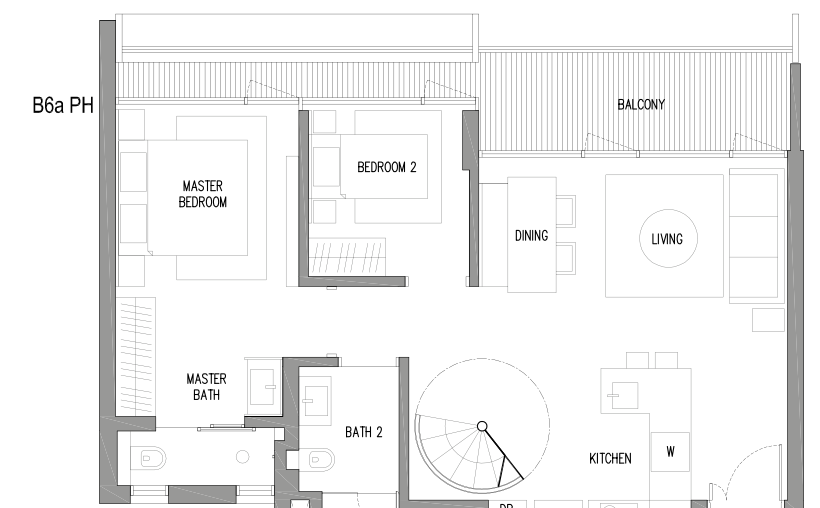 B6a PH
BALCONY
MASTER
BEDROOM
BEDROOM 2
DINING
LIVING
MASTER
BATH
BATH 2
KITCHEN
W